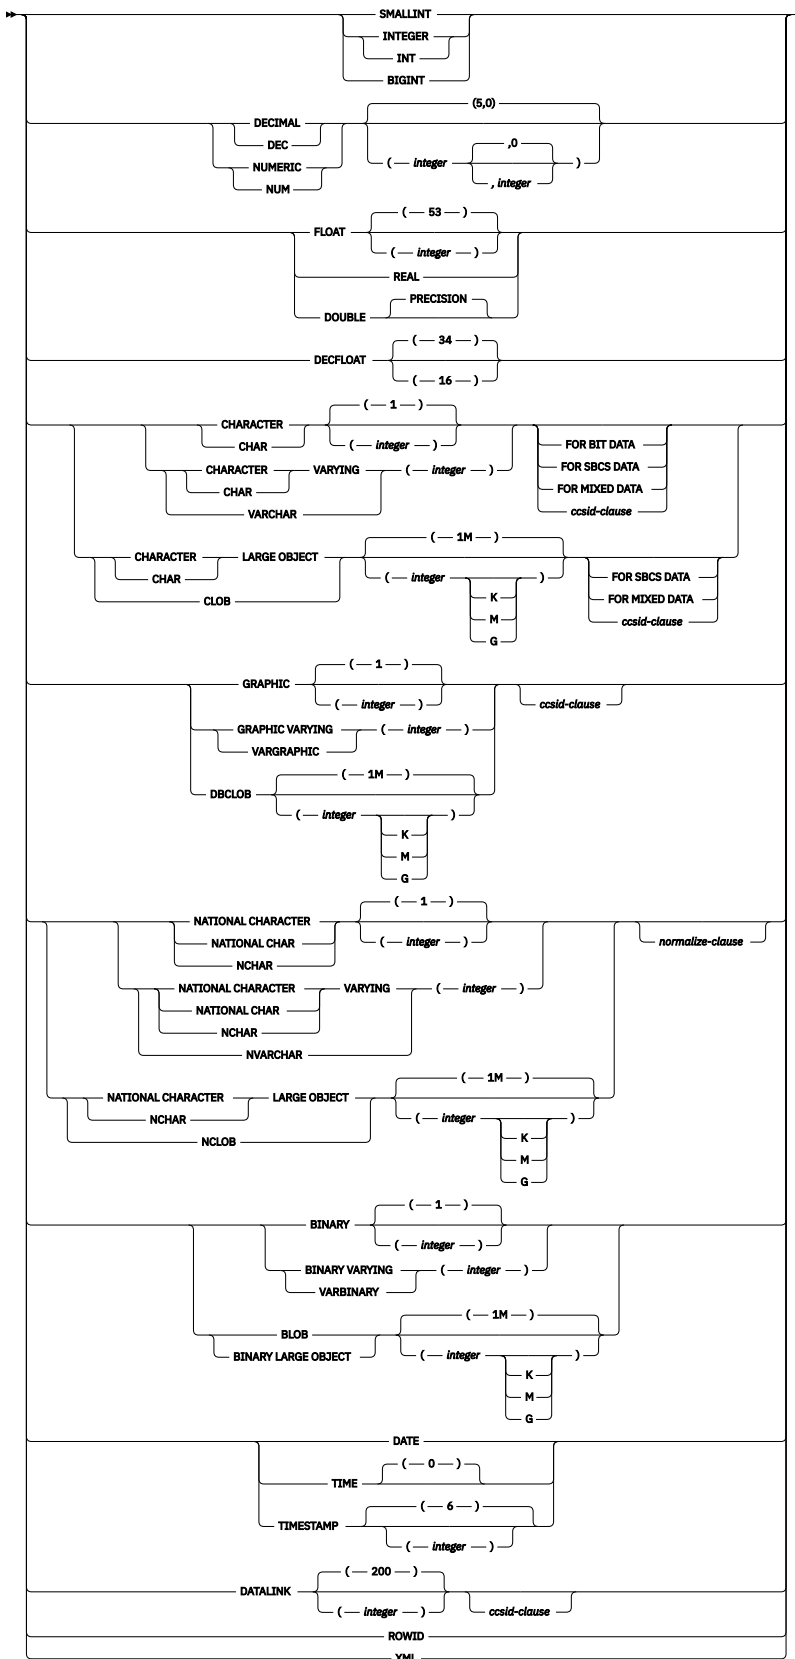 SMALLINT
INTEGER
INT
BIGINT
(5,0)
DECIMAL
DEC
( integer ,0 )
NUMERIC
, integer
NUM
( 53 )
FLOAT
( integer )
REAL
PRECISION
DOUBLE
( 34 )
DECFLOAT
( 16 )
( 1 )
CHARACTER
CHAR ( integer ) FOR BIT DATA
FOR SBCS DATA
CHARACTER VARYING ( integer )
CHAR FOR MIXED DATA
VARCHAR ccsid-clause
( 1M )
CHARACTER LARGE OBJECT
CHAR ( integer ) FOR SBCS DATA
CLOB K FOR MIXED DATA
M ccsid-clause
G
( 1 )
GRAPHIC
( integer ) ccsid-clause
GRAPHIC VARYING ( integer )
VARGRAPHIC
( 1M )
DBCLOB
( integer )
K
M
G
( 1 )
NATIONAL CHARACTER
NATIONAL CHAR ( integer ) normalize-clause
NCHAR
NATIONAL CHARACTER VARYING ( integer )
NATIONAL CHAR
NCHAR
NVARCHAR
( 1M )
NATIONAL CHARACTER LARGE OBJECT
NCHAR ( integer )
NCLOB K
M
G
( 1 )
BINARY
( integer )
BINARY VARYING ( integer )
VARBINARY
( 1M )
BLOB
BINARY LARGE OBJECT ( integer )
K
M
G
DATE
( 0 )
TIME
( 6 )
TIMESTAMP
( integer )
( 200 )
DATALINK
( integer ) ccsid-clause
ROWID
XML